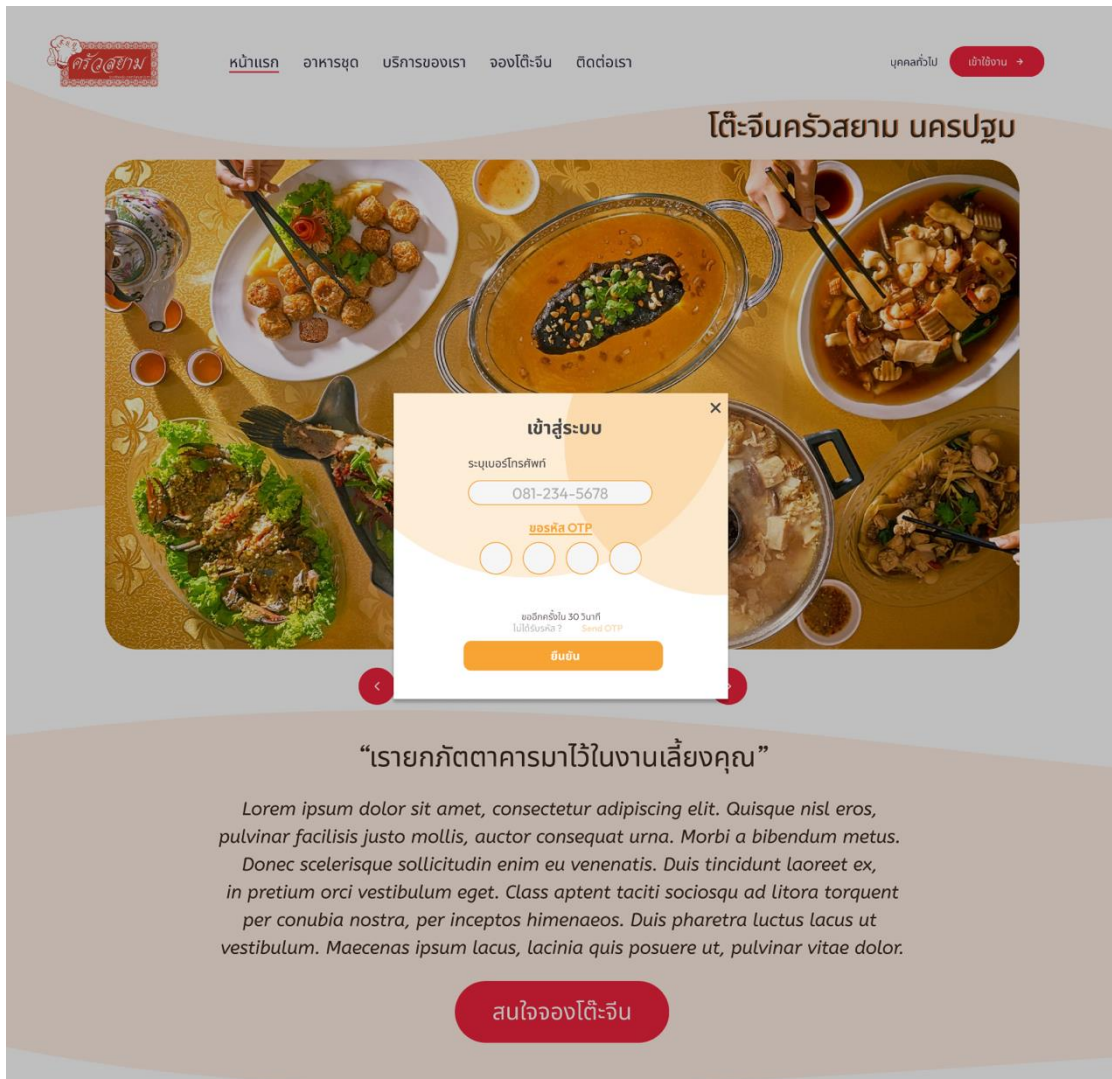 ครัวสยาม
หน้าแรก อาหารชุด บริการของเรา จองโต๊ะจีน ติดต่อเรา
บุคคลทั่วไป เข้าใช้งาน →
โต๊ะจีนครัวสยาม นครปฐม
เข้าสู่ระบบ
ระบุเบอร์โทรศัพท์
081-234-5678
ขอรหัส OTP
ขออีกครั้งใน 30 วินาที
ไม่ได้รับรหัส ? Send OTP
ยืนยัน
“เรายกภัตตาคารมาไว้ในงานเลี้ยงคุณ”
Lorem ipsum dolor sit amet, consectetur adipiscing elit. Quisque nisl eros,
pulvinar facilisis justo mollis, auctor consequat urna. Morbi a bibendum metus.
Donec scelerisque sollicitudin enim eu venenatis. Duis tincidunt laoreet ex,
in pretium orci vestibulum eget. Class aptent taciti sociosqu ad litora torquent
per conubia nostra, per inceptos himenaeos. Duis pharetra luctus lacus ut
vestibulum. Maecenas ipsum lacus, lacinia quis posuere ut, pulvinar vitae dolor.
สนใจจองโต๊ะจีน